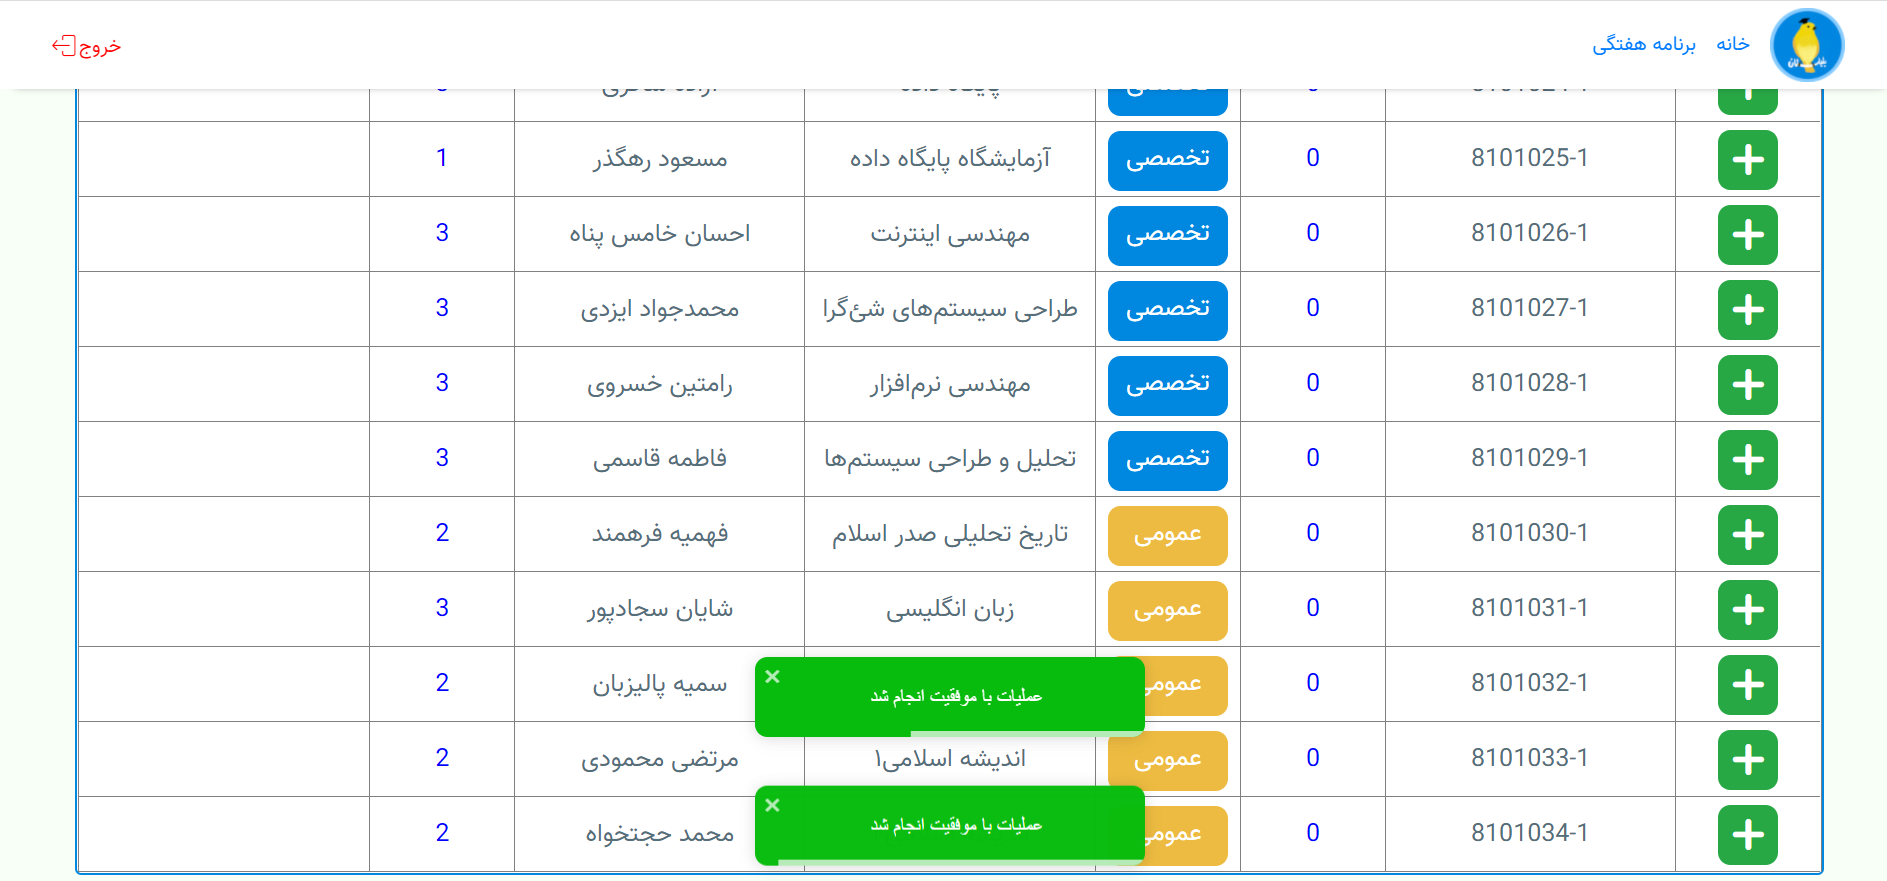 خانه برنامه هفتگی خروج
8101025-1 0 تخصصی آزمایشگاه پایگاه داده مسعود رهگذر 1
8101026-1 0 تخصصی مهندسی اینترنت احسان خامس پناه 3
8101027-1 0 تخصصی طراحی سیستم‌های شئ‌گرا محمدجواد ایزدی 3
8101028-1 0 تخصصی مهندسی نرم‌افزار رامتین خسروی 3
8101029-1 0 تخصصی تحلیل و طراحی سیستم‌ها فاطمه قاسمی 3
8101030-1 0 عمومی تاریخ تحلیلی صدر اسلام فهمیه فرهمند 2
8101031-1 0 عمومی زبان انگلیسی شایان سجادپور 3
8101032-1 0 عمومی سمیه پالیزبان 2
عملیات با موفقیت انجام شد
8101033-1 0 عمومی اندیشه اسلامی۱ مرتضی محمودی 2
8101034-1 0 عمومی محمد حجتخواه 2
عملیات با موفقیت انجام شد